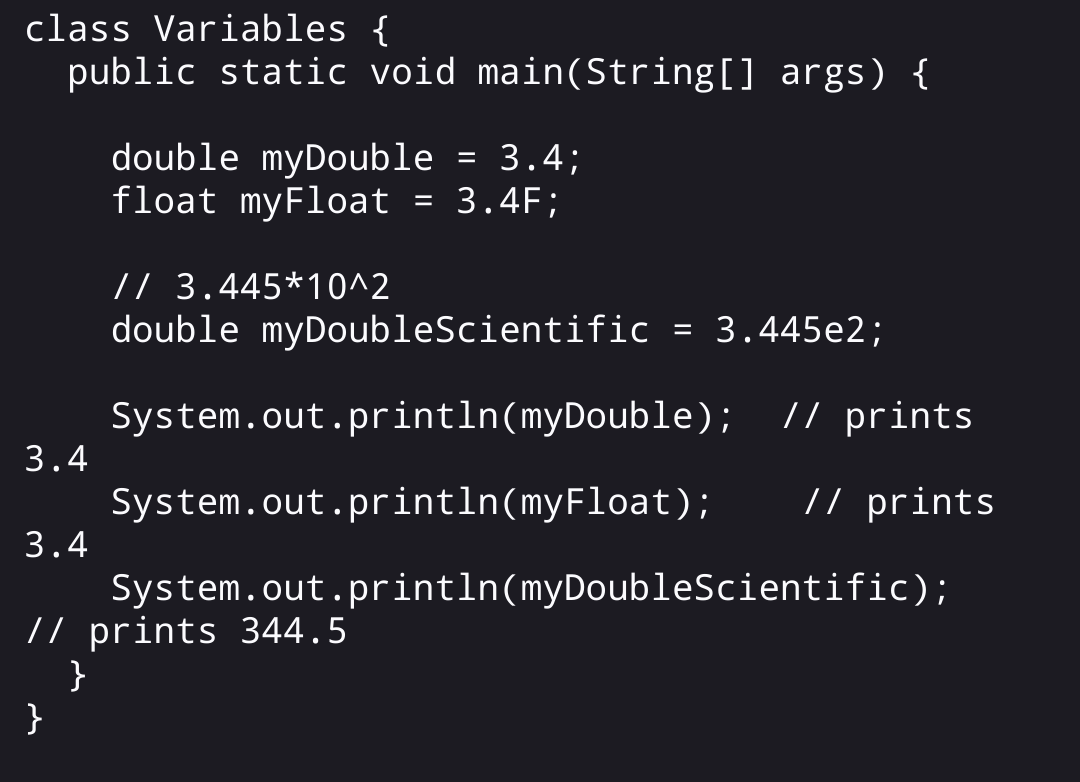 class Variables {
  public static void main(String[] args) {

    double myDouble = 3.4;
    float myFloat = 3.4F;

    // 3.445*10^2
    double myDoubleScientific = 3.445e2;

    System.out.println(myDouble);  // prints
3.4
    System.out.println(myFloat);    // prints
3.4
    System.out.println(myDoubleScientific);
// prints 344.5
  }
}